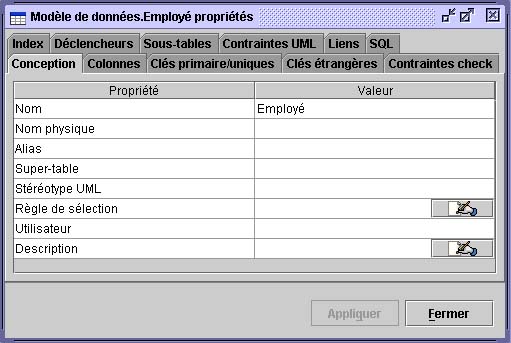 Modèle de données.Employé propriétés
Index Déclencheurs Sous-tables Contraintes UML Liens SQL
Conception Colonnes Clés primaire/uniques Clés étrangères Contraintes check
Propriété Valeur
Nom Employé
Nom physique
Alias
Super-table
Stéréotype UML
Règle de sélection
Utilisateur
Description
Appliquer Fermer